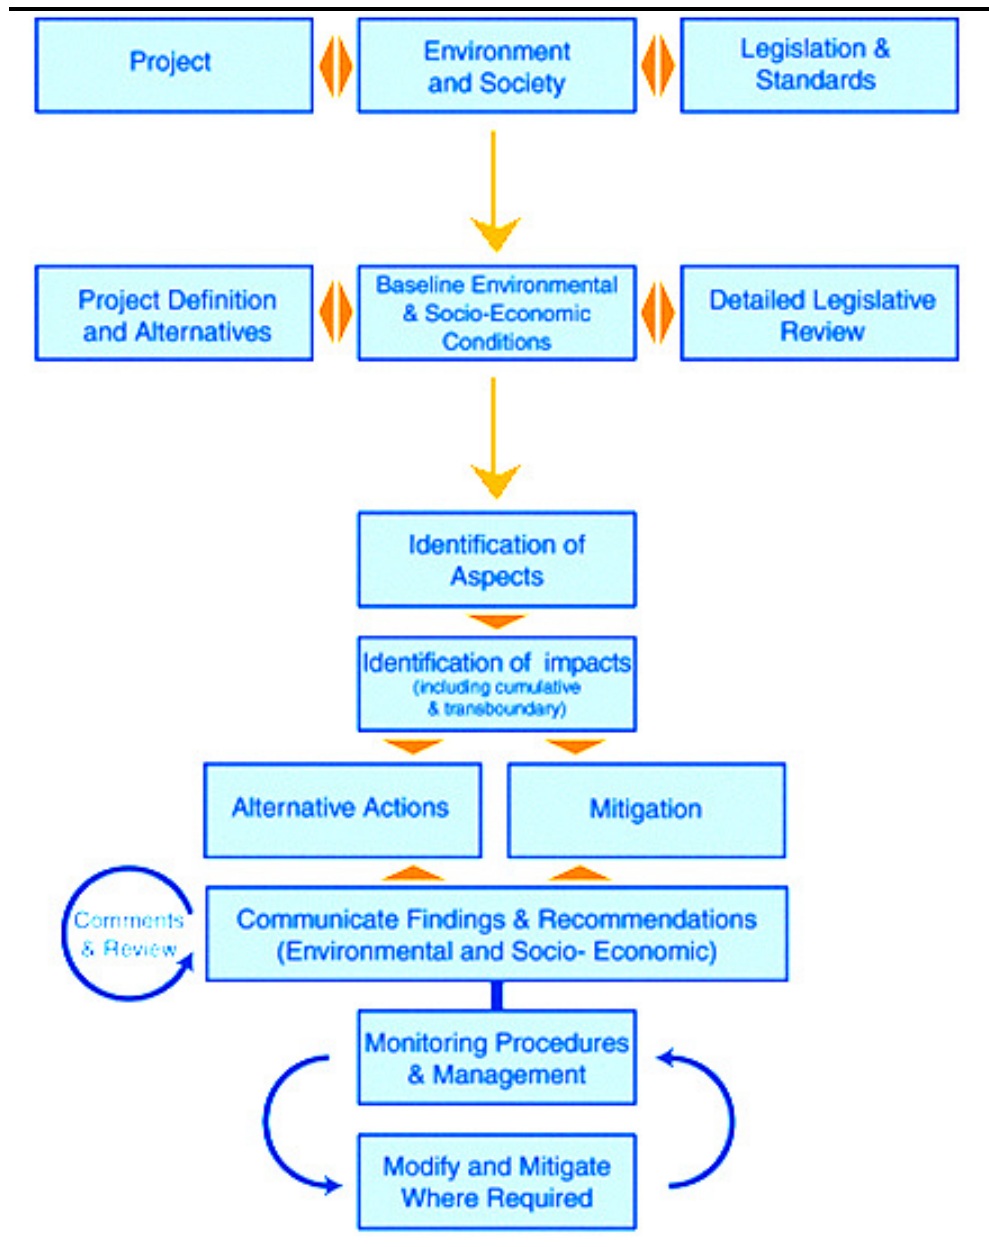 Project
Environment
and Society
Legislation &
Standards
Project Definition
and Alternatives
Baseline Environmental
& Socio-Economic
Conditions
Detailed Legislative
Review
Identification of
Aspects
Identification of impacts
(including cumulative
& transboundary)
Alternative Actions
Mitigation
Comments
& Review
Communicate Findings & Recommendations
(Environmental and Socio- Economic)
Monitoring Procedures
& Management
Modify and Mitigate
Where Required